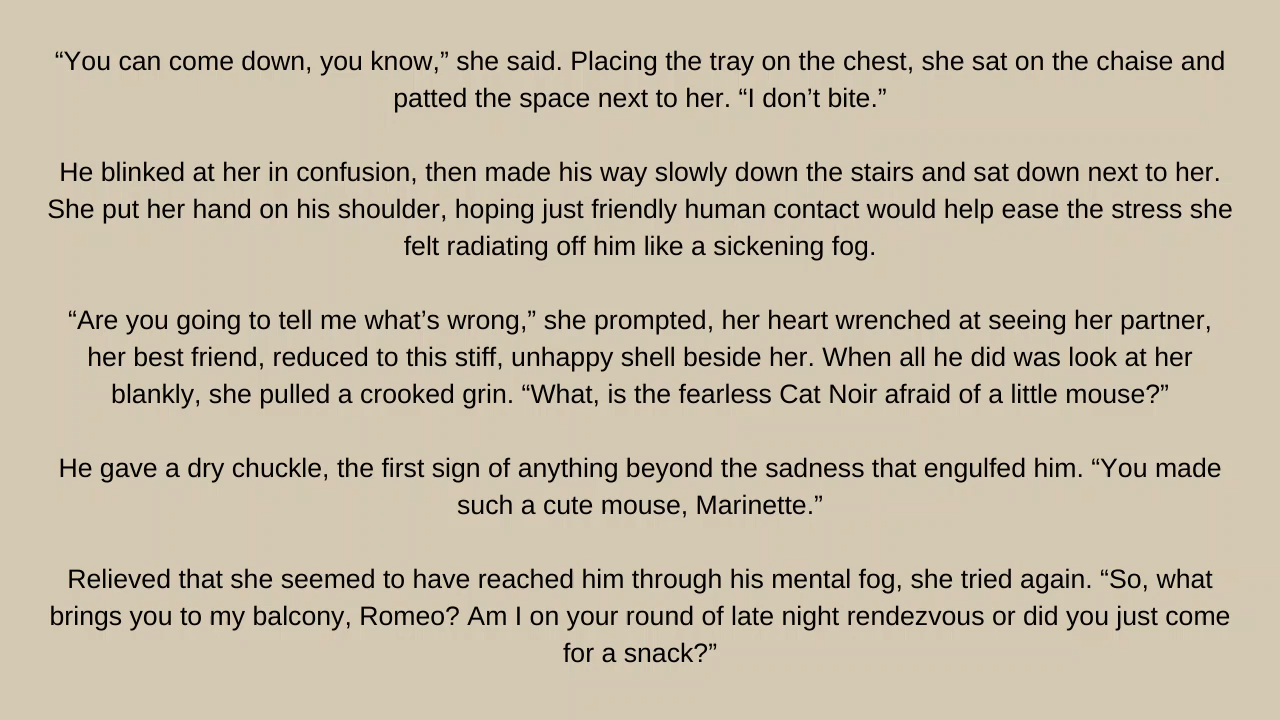 “You can come down, you know,” she said. Placing the tray on the chest, she sat on the chaise and
patted the space next to her. “I don’t bite.”
He blinked at her in confusion, then made his way slowly down the stairs and sat down next to her.
She put her hand on his shoulder, hoping just friendly human contact would help ease the stress she
felt radiating off him like a sickening fog.
“Are you going to tell me what’s wrong,” she prompted, her heart wrenched at seeing her partner,
her best friend, reduced to this stiff, unhappy shell beside her. When all he did was look at her
blankly, she pulled a crooked grin. “What, is the fearless Cat Noir afraid of a little mouse?”
He gave a dry chuckle, the first sign of anything beyond the sadness that engulfed him. “You made
such a cute mouse, Marinette.”
Relieved that she seemed to have reached him through his mental fog, she tried again. “So, what
brings you to my balcony, Romeo? Am I on your round of late night rendezvous or did you just come
for a snack?”